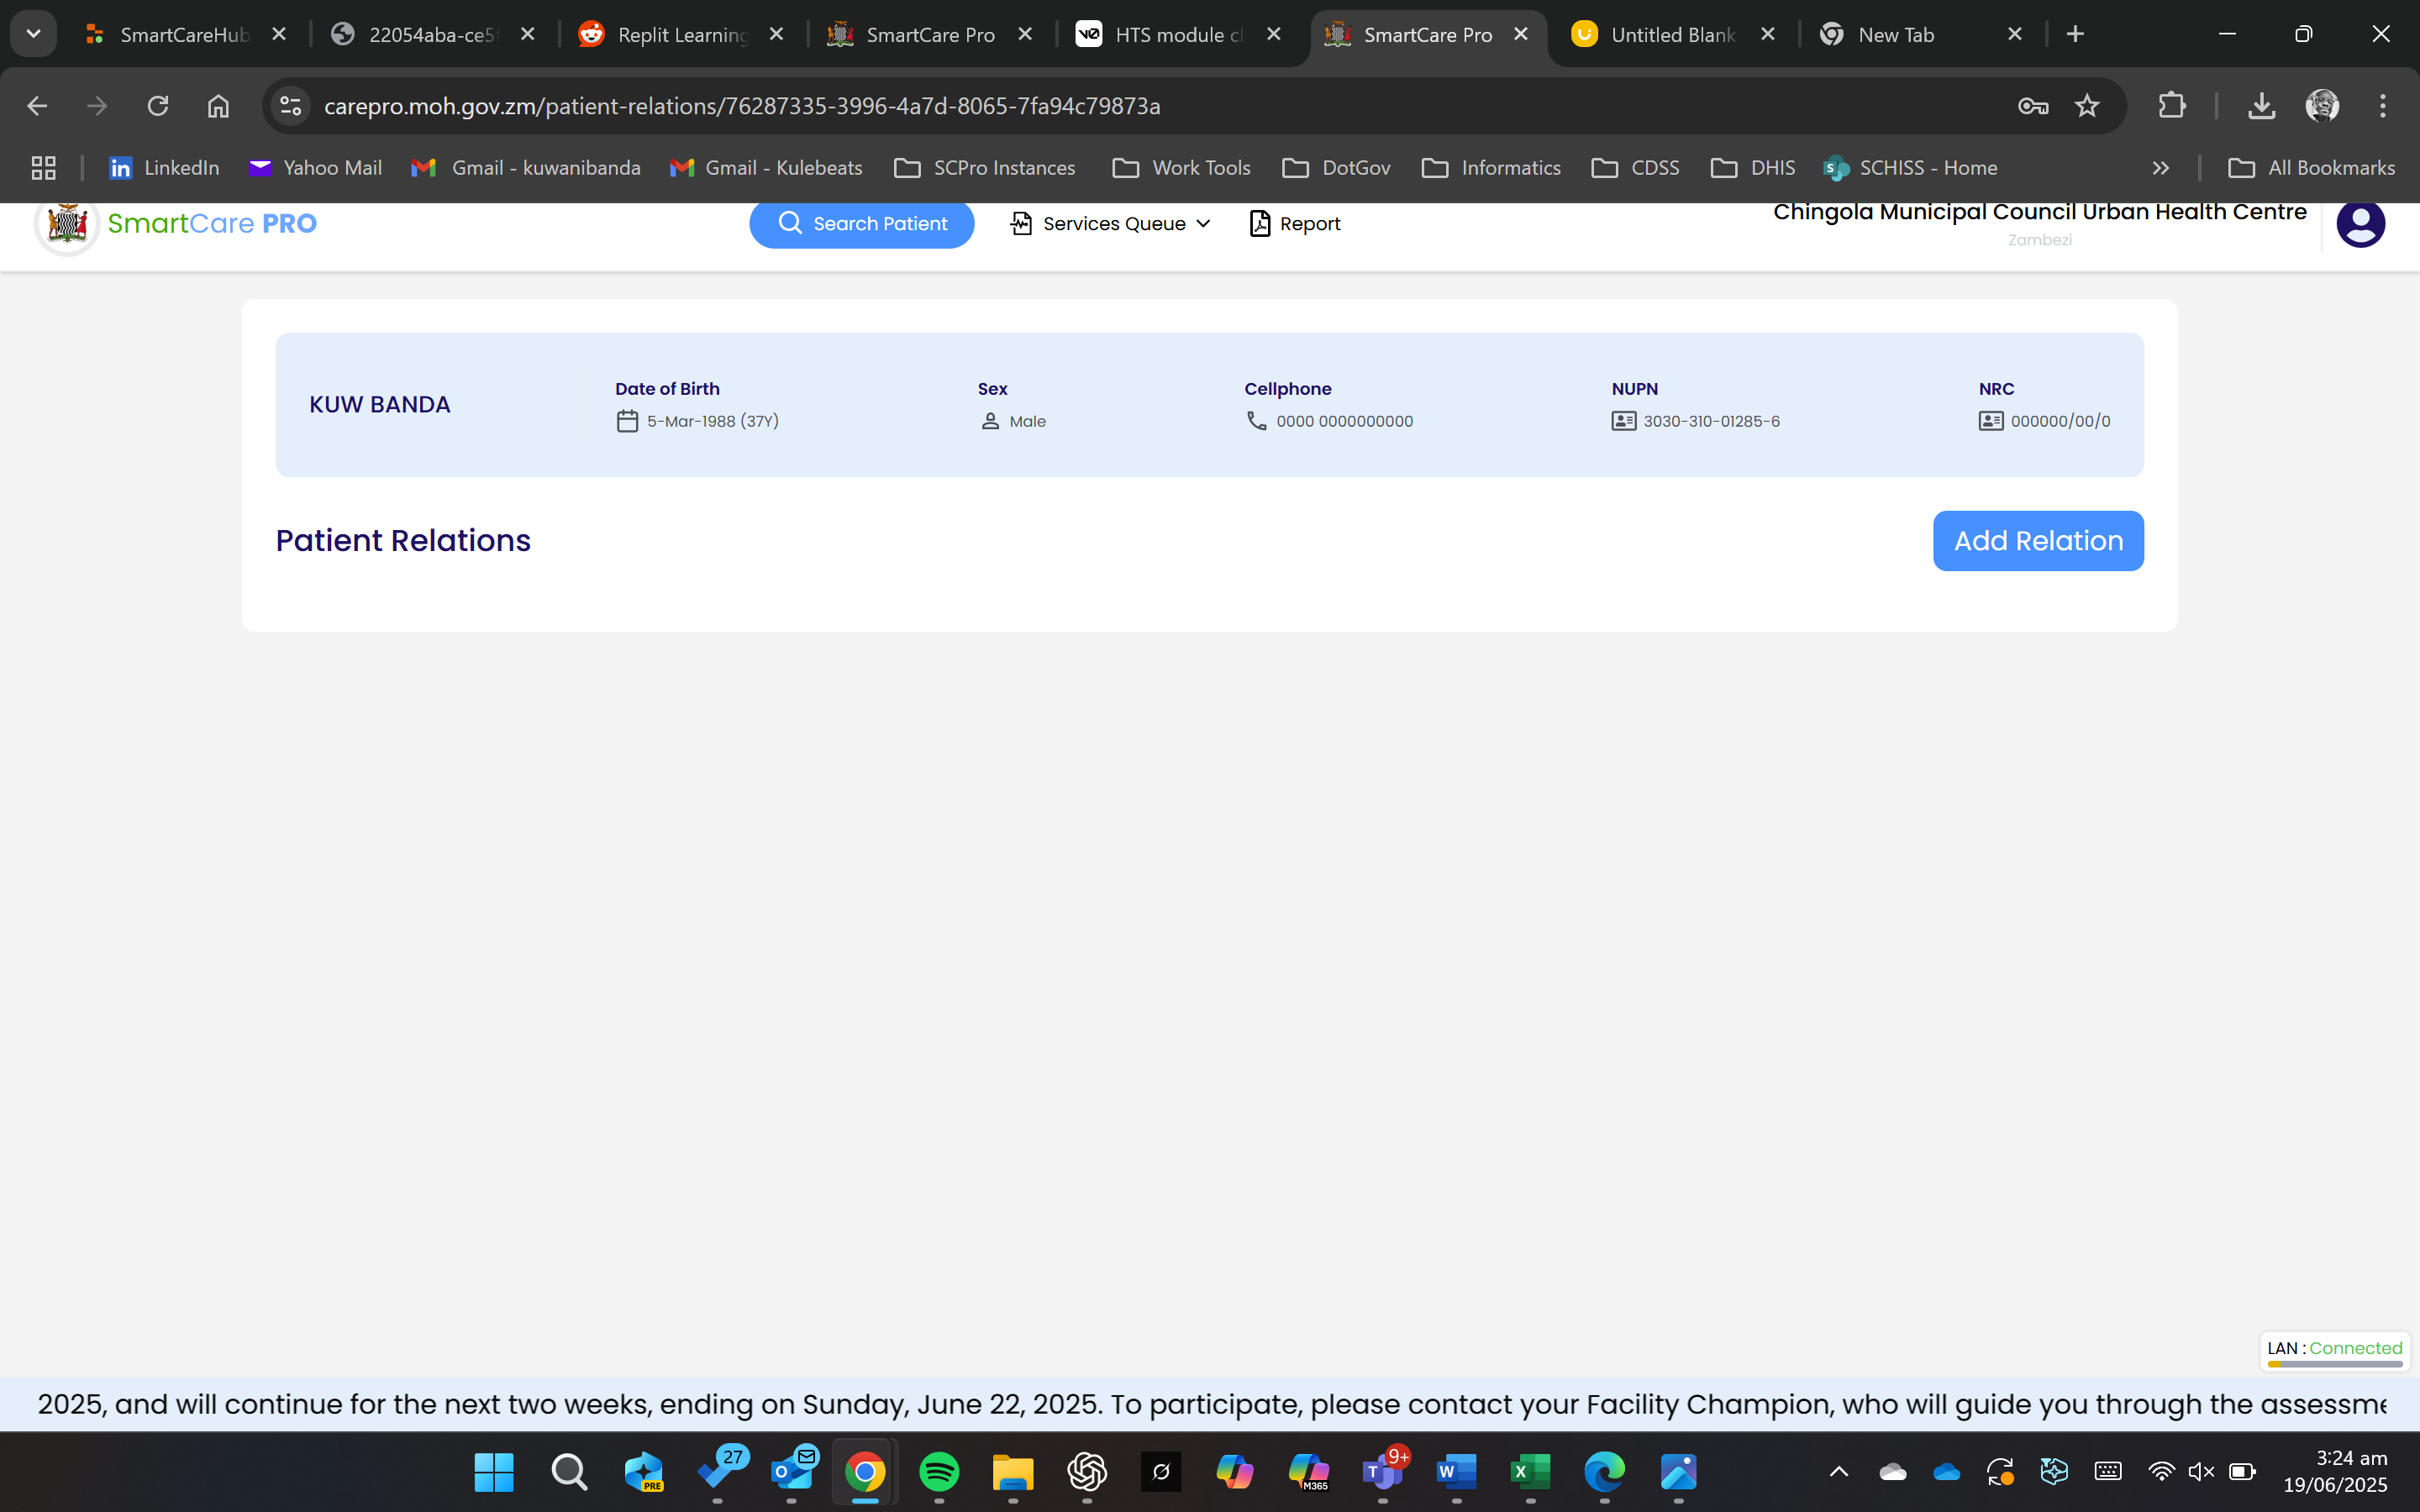 SmartCareHub
22054aba-ce5f
Replit Learning
SmartCare Pro
HTS module cl
SmartCare Pro
Untitled Blank
New Tab
carepro.moh.gov.zm/patient-relations/76287335-3996-4a7d-8065-7fa94c79873a
LinkedIn
Yahoo Mail
Gmail - kuwanibanda
Gmail - Kulebeats
SCPro Instances
Work Tools
DotGov
Informatics
CDSS
DHIS
SCHISS - Home
All Bookmarks
SmartCare PRO
Search Patient
Services Queue
Report
Chingola Municipal Council Urban Health Centre
Zambezi
KUW BANDA
Date of Birth
5-Mar-1988 (37Y)
Sex
Male
Cellphone
0000 0000000000
NUPN
3030-310-01285-6
NRC
000000/00/0
Patient Relations
Add Relation
LAN : Connected
2025, and will continue for the next two weeks, ending on Sunday, June 22, 2025. To participate, please contact your Facility Champion, who will guide you through the assessme
PRE
27
M365
9+
3:24 am
19/06/2025